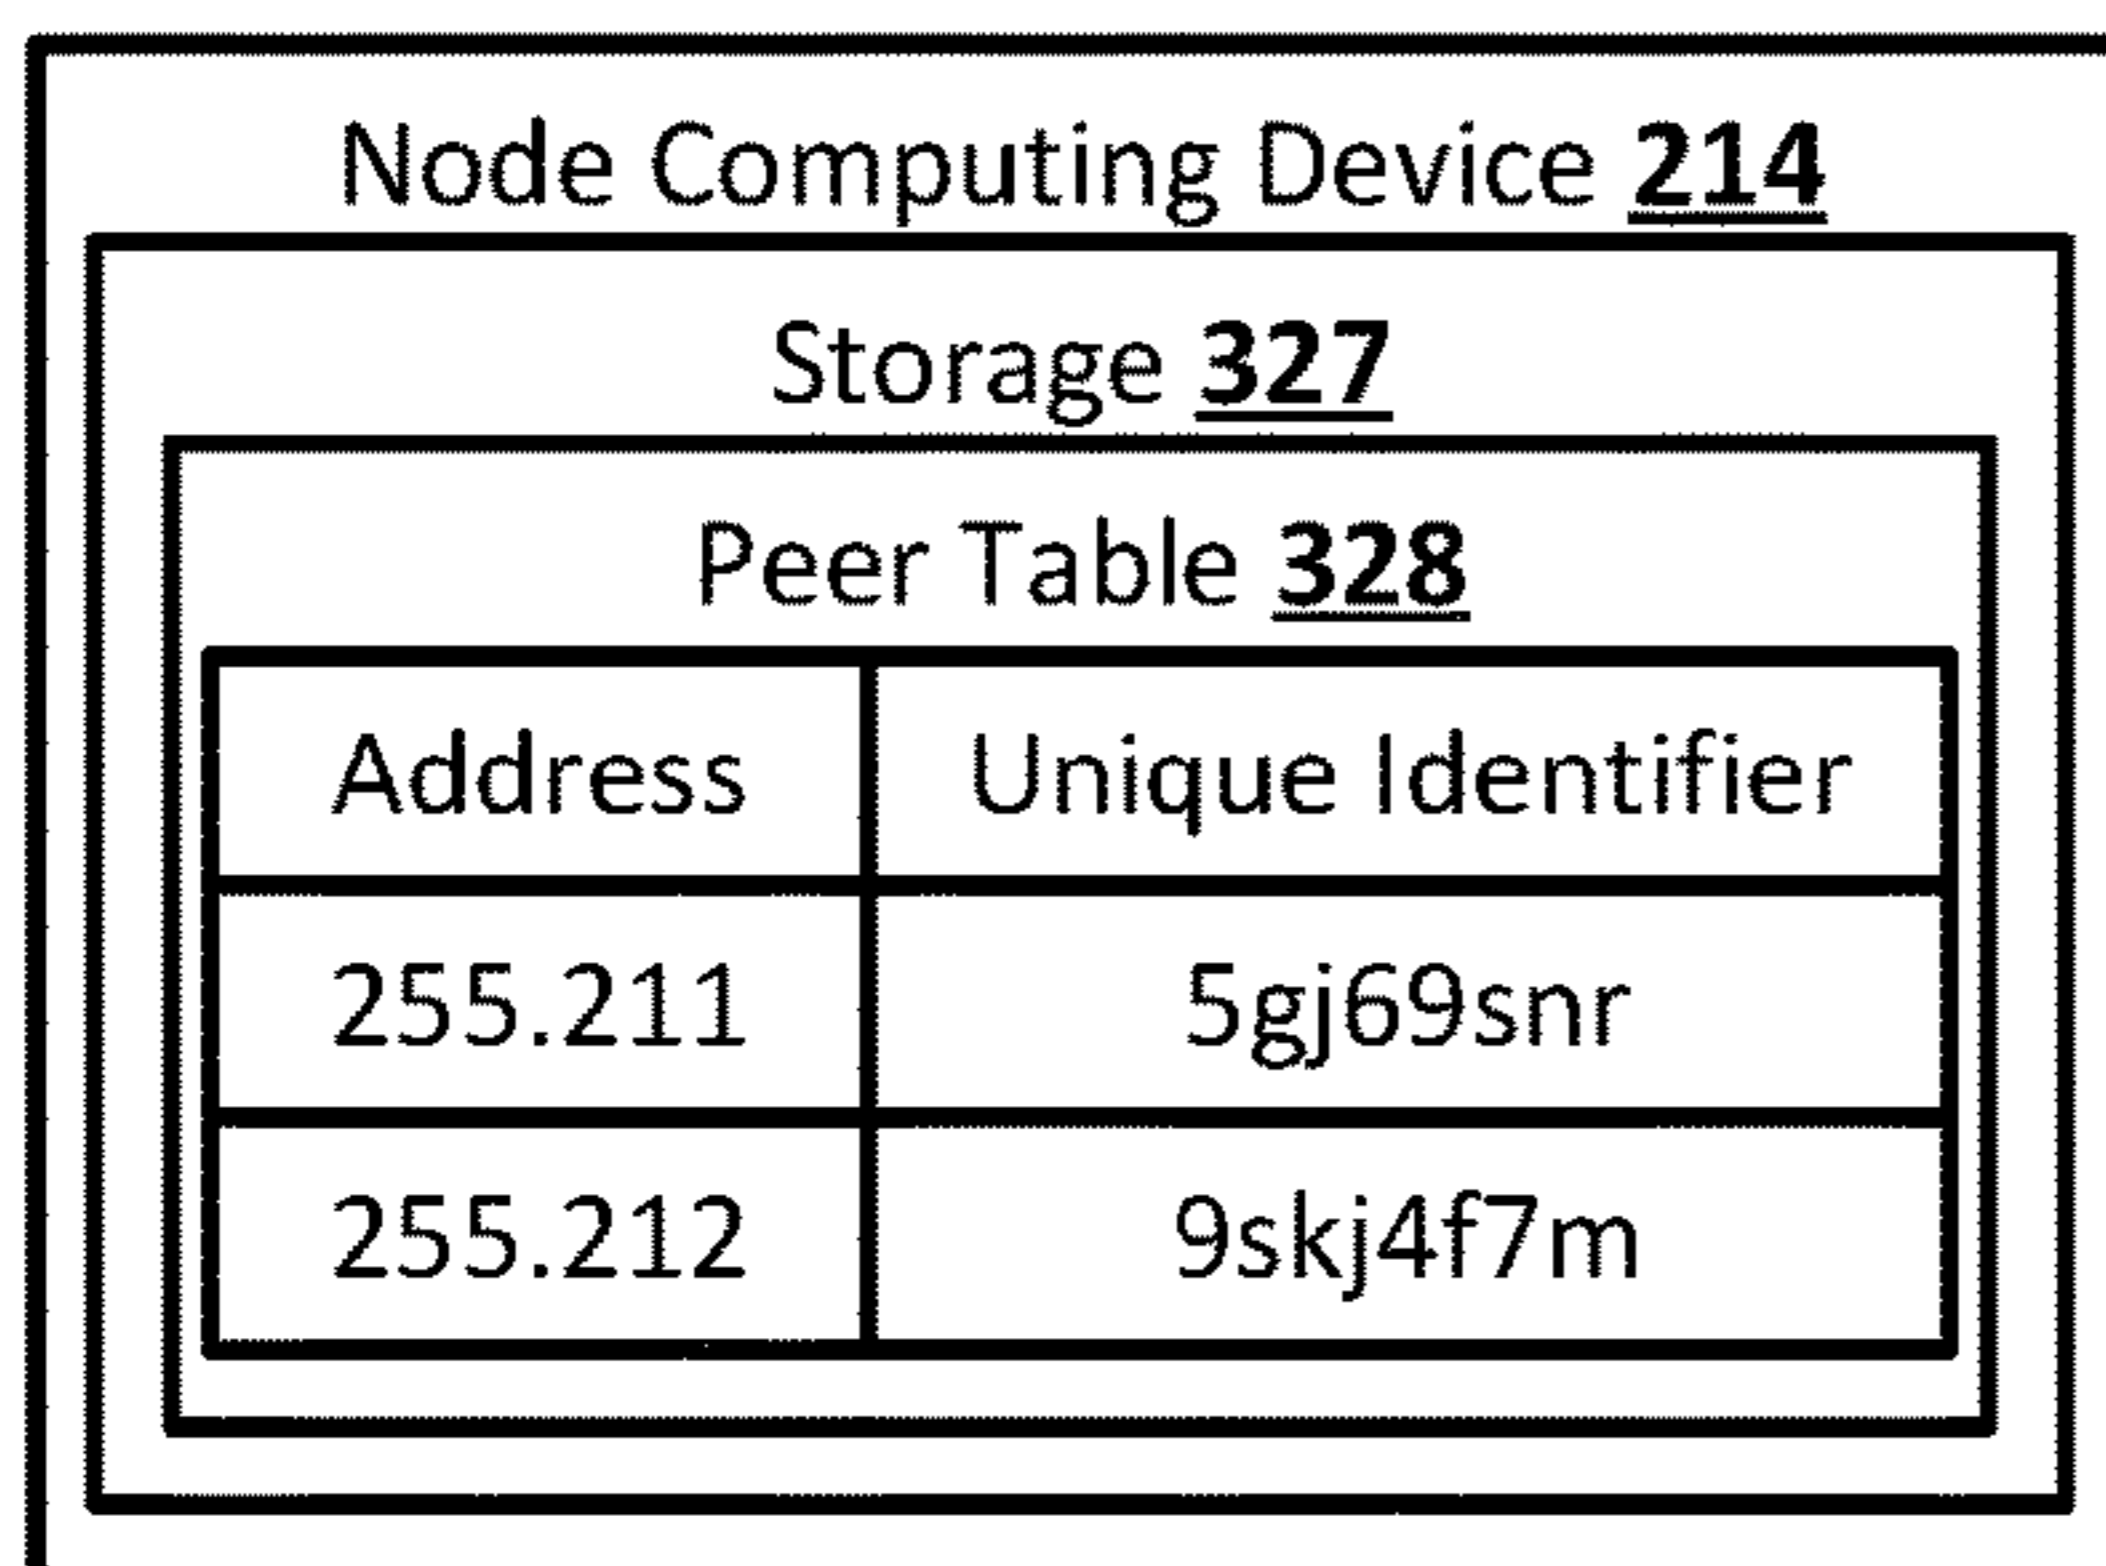 Node Computing Device 214
Storage 327
Peer Table 328
Address Unique Identifier
255.211 5gj69snr
255.212 9skj4f7m